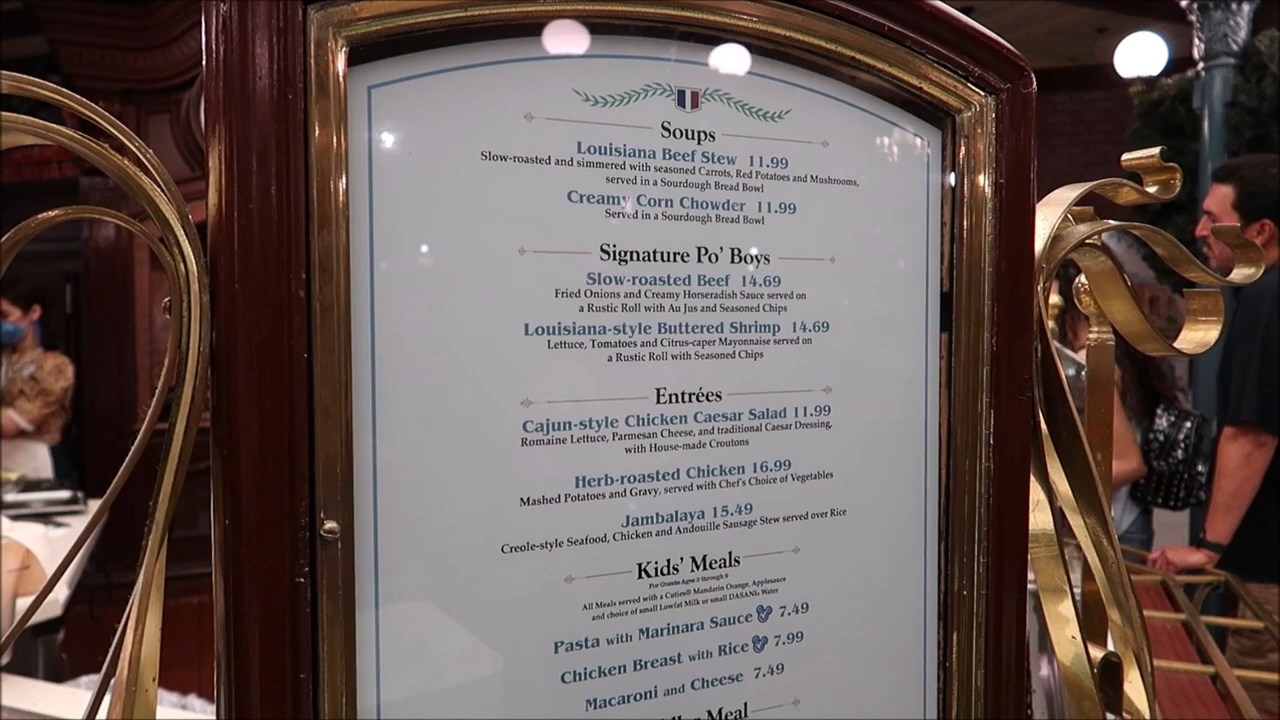 Soups
Louisiana Beef Stew 11.99
Slow-roasted and simmered with seasoned Carrots, Red Potatoes and Mushrooms,
served in a Sourdough Bread Bowl
Creamy Corn Chowder 11.99
Served in a Sourdough Bread Bowl
Signature Po' Boys
Slow-roasted Beef 14.69
Fried Onions and Creamy Horseradish Sauce served on
a Rustic Roll with Au Jus and Seasoned Chips
Louisiana-style Buttered Shrimp 14.69
Lettuce, Tomatoes and Citrus-caper Mayonnaise served on
a Rustic Roll with Seasoned Chips
Entrées
Cajun-style Chicken Caesar Salad 11.99
Romaine Lettuce, Parmesan Cheese, and traditional Caesar Dressing,
with House-made Croutons
Herb-roasted Chicken 16.99
Mashed Potatoes and Gravy, served with Chef's Choice of Vegetables
Jambalaya 15.49
Creole-style Seafood, Chicken and Andouille Sausage Stew served over Rice
Kids' Meals
For Guests Ages 3 through 9
All Meals served with a Cuties® Mandarin Orange, Applesauce
and choice of small Lowfat Milk or small DASANI® Water
Pasta with Marinara Sauce 7.49
Chicken Breast with Rice 7.99
Macaroni and Cheese 7.49
Meal